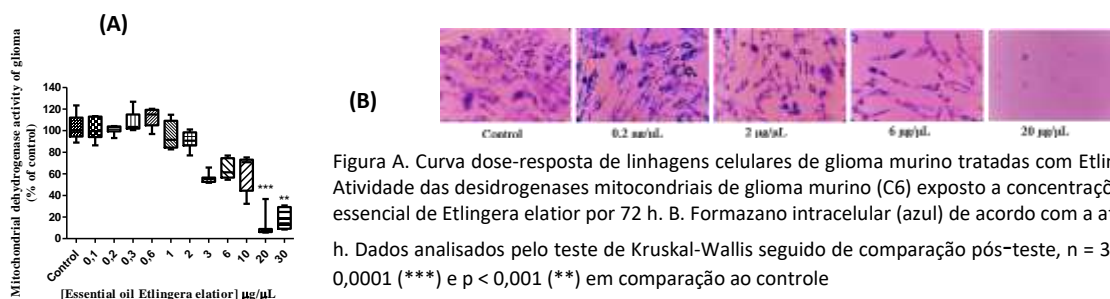 (A)
Mitochondrial dehydrogenase activity of glioma
(% of control)
140
120
100
80
60
40
20
0
***
**
Control
0,1
0,2
0,3
0,6
1
2
3
6
10
20
30
[Essential oil Etlingera elatior] µg/µL
(B)
Control
0.2 µg/µL
2 µg/µL
6 µg/µL
20 µg/µL
Figura A. Curva dose-resposta de linhagens celulares de glioma murino tratadas com Etlin
Atividade das desidrogenases mitocondriais de glioma murino (C6) exposto a concentraçõ
essencial de Etlingera elatior por 72 h. B. Formazano intracelular (azul) de acordo com a at
h. Dados analisados pelo teste de Kruskal-Wallis seguido de comparação pós-teste, n = 3
0,0001 (***) e p < 0,001 (**) em comparação ao controle